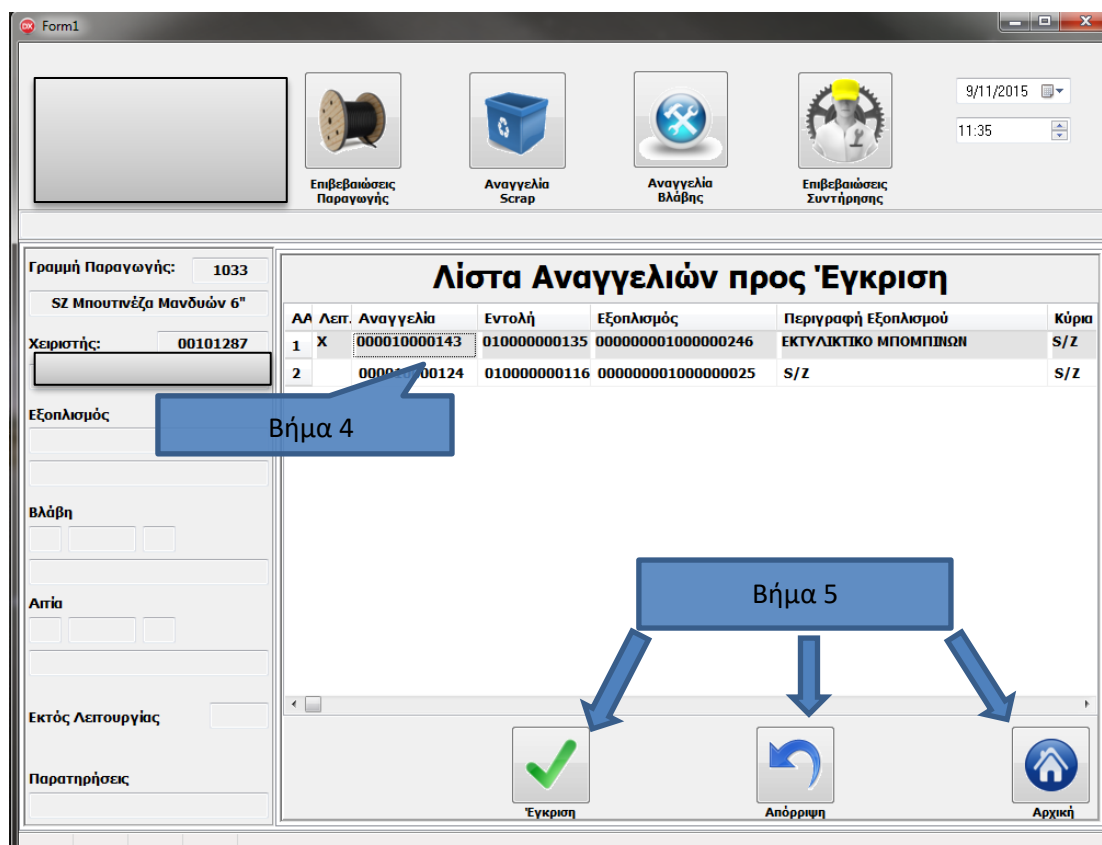 Form1
9/11/2015
11:35
Επιβεβαιώσεις
Παραγωγής
Αναγγελία
Scrap
Αναγγελία
Βλάβης
Επιβεβαιώσεις
Συντήρησης
Γραμμή Παραγωγής: 1033
SZ Μπουτινέζα Μανδυών 6"
Χειριστής: 00101287
Εξοπλισμός
Βλάβη
Αιτία
Εκτός Λειτουργίας
Παρατηρήσεις
Λίστα Αναγγελιών προς Έγκριση
ΑΑ Λειτ. Αναγγελία Εντολή Εξοπλισμός Περιγραφή Εξοπλισμού Κύρια
1 X 000010000143 010000000135 000000001000000246 ΕΚΤΥΛΙΚΤΙΚΟ ΜΠΟΜΠΙΝΩΝ S/Z
2 000010000124 010000000116 000000001000000025 S/Z S/Z
Βήμα 4
Βήμα 5
Έγκριση
Απόρριψη
Αρχική